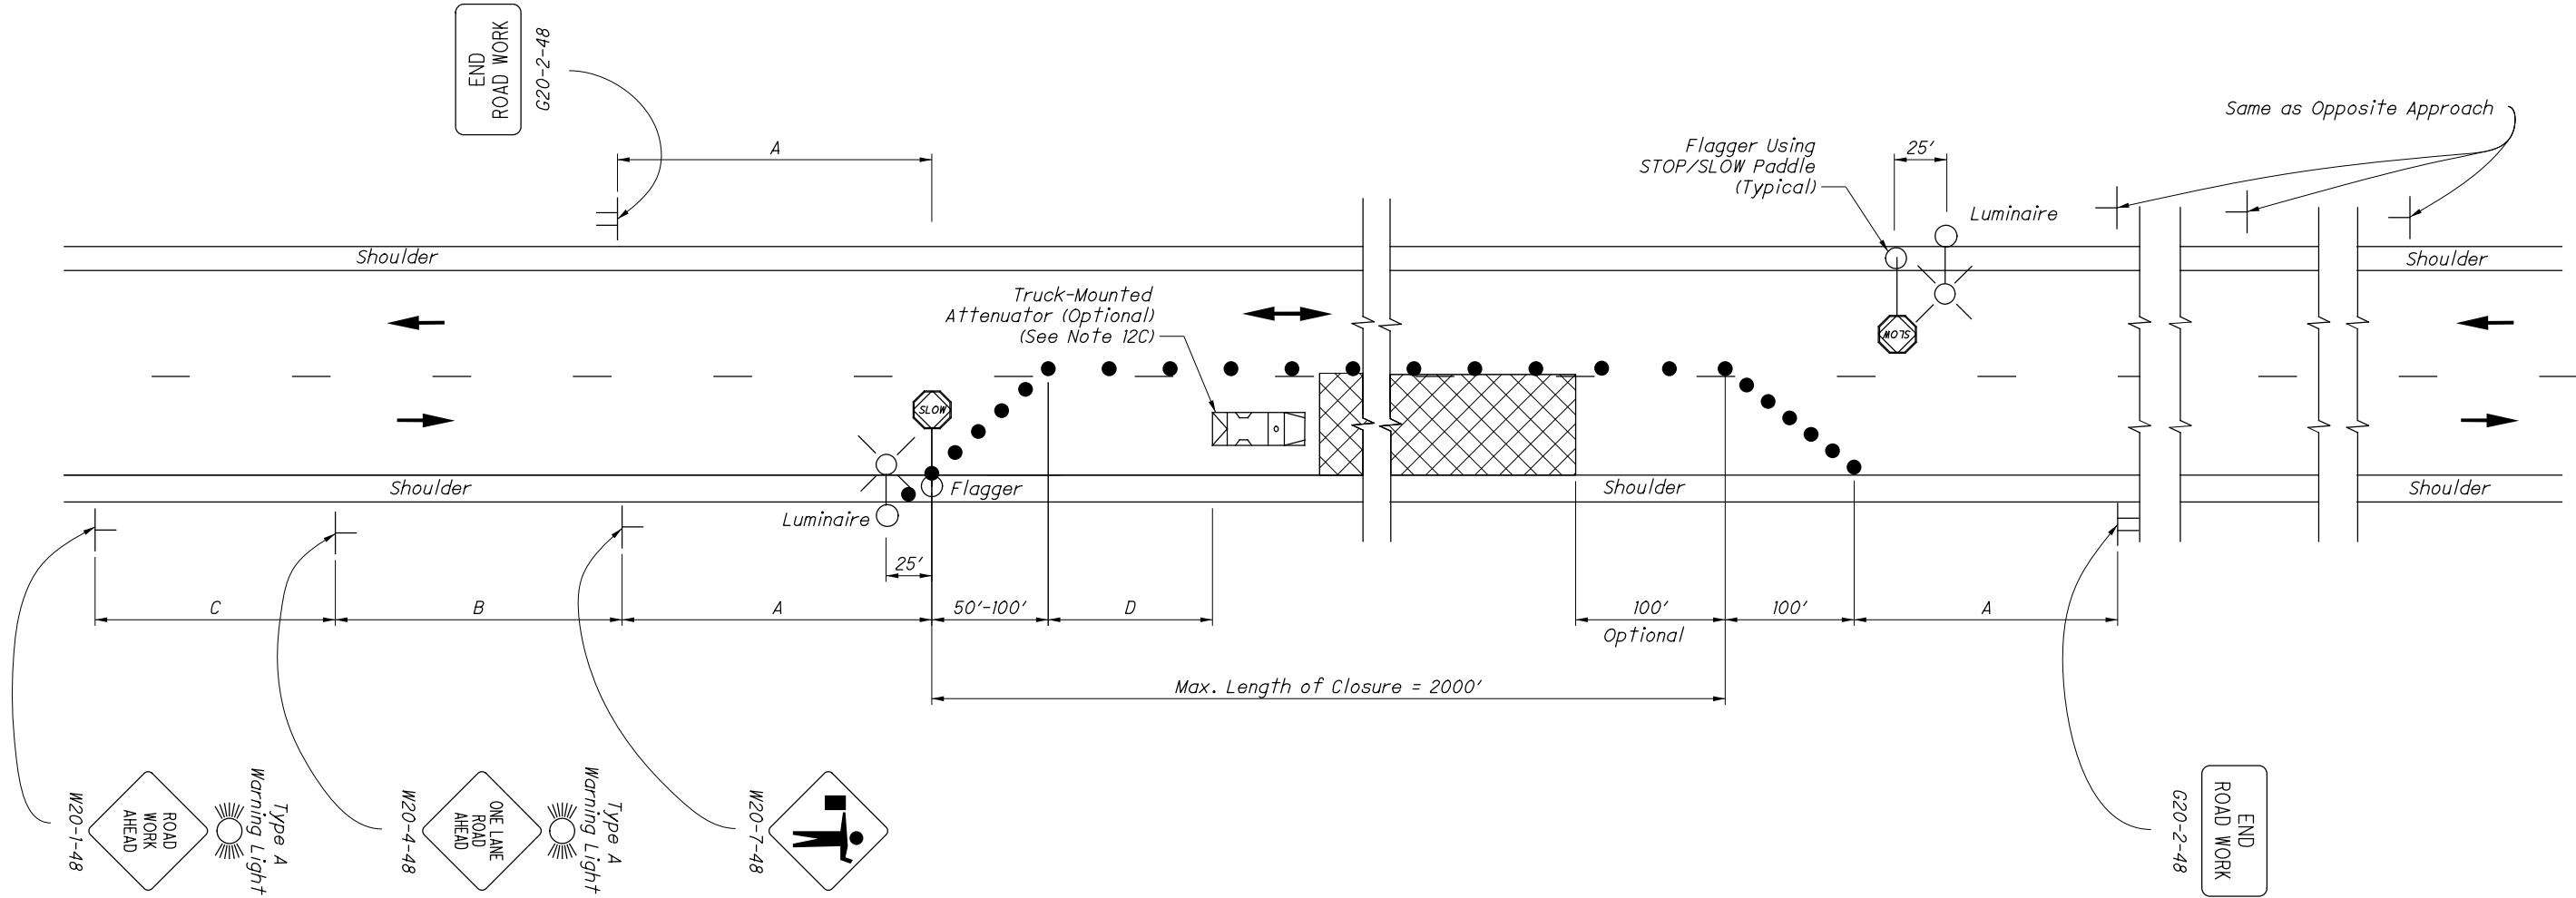 END
ROAD WORK
G20-2-48
A
Same as Opposite Approach
Flagger Using
STOP/SLOW Paddle
(Typical)
25'
Luminaire
Shoulder
Shoulder
Truck-Mounted
Attenuator (Optional)
(See Note 12C)
SLOW
SLOW
Shoulder
Flagger
Shoulder
Shoulder
Luminaire
25'
C
B
A
50'-100'
D
100'
Optional
100'
A
Max. Length of Closure = 2000'
W20-1-48
ROAD
WORK
AHEAD
Type A
Warning Light
W20-4-48
ONE LANE
ROAD
AHEAD
Type A
Warning Light
W20-7-48
G20-2-48
END
ROAD WORK